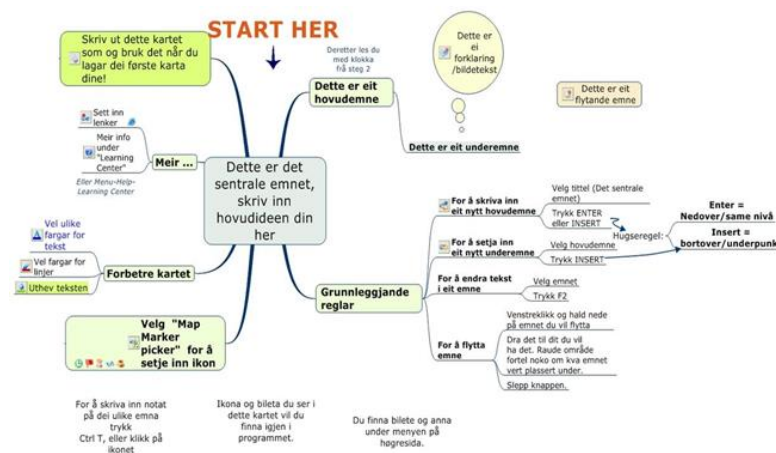 START HER
Skriv ut dette kartet
som og bruk det når du
lagar dei første karta
dine!
Deretter les du
med klokka
frå steg 2
Dette er eit
hovudemne
Dette er
ei
forklaring
/bildetekst
Dette er eit
flytande emne
Dette er eit underemne
Sett inn
lenker
Meir info
under
"Learning
Center"
Eller Menu-Help-
Learning Center
Meir ...
Dette er det
sentrale emnet,
skriv inn
hovudideen din
her
Vel ulike
fargar for
tekst
Vel fargar for
linjer
Uthev teksten
Forbetre kartet
Velg "Map
Marker
picker" for å
setje inn ikon
Grunnleggjande
reglar
For å skriva inn
eit nytt hovudemne
Velg tittel (Det sentrale
emnet)
Trykk ENTER
eller INSERT
For å setja inn
eit nytt underemne
Velg hovudemne
Trykk INSERT
Hugseregel:
Enter =
Nedover/same nivå
Insert =
bortover/underpunk
For å endra tekst
i eit emne
Velg emnet
Trykk F2
For å flytta
emne
Venstreklikk og hald nede
på emnet du vil flytta
Dra det til dit du vil
ha det. Raude område
fortel noko om kva emnet
vert plassert under.
Slepp knappen.
For å skriva inn notat
på dei ulike emna
trykk
Ctrl T, eller klikk på
ikonet
Ikona og bileta du ser i
dette kartet vil du
finna igjen i
programmet.
Du finna bilete og anna
under menyen på
høgresida.